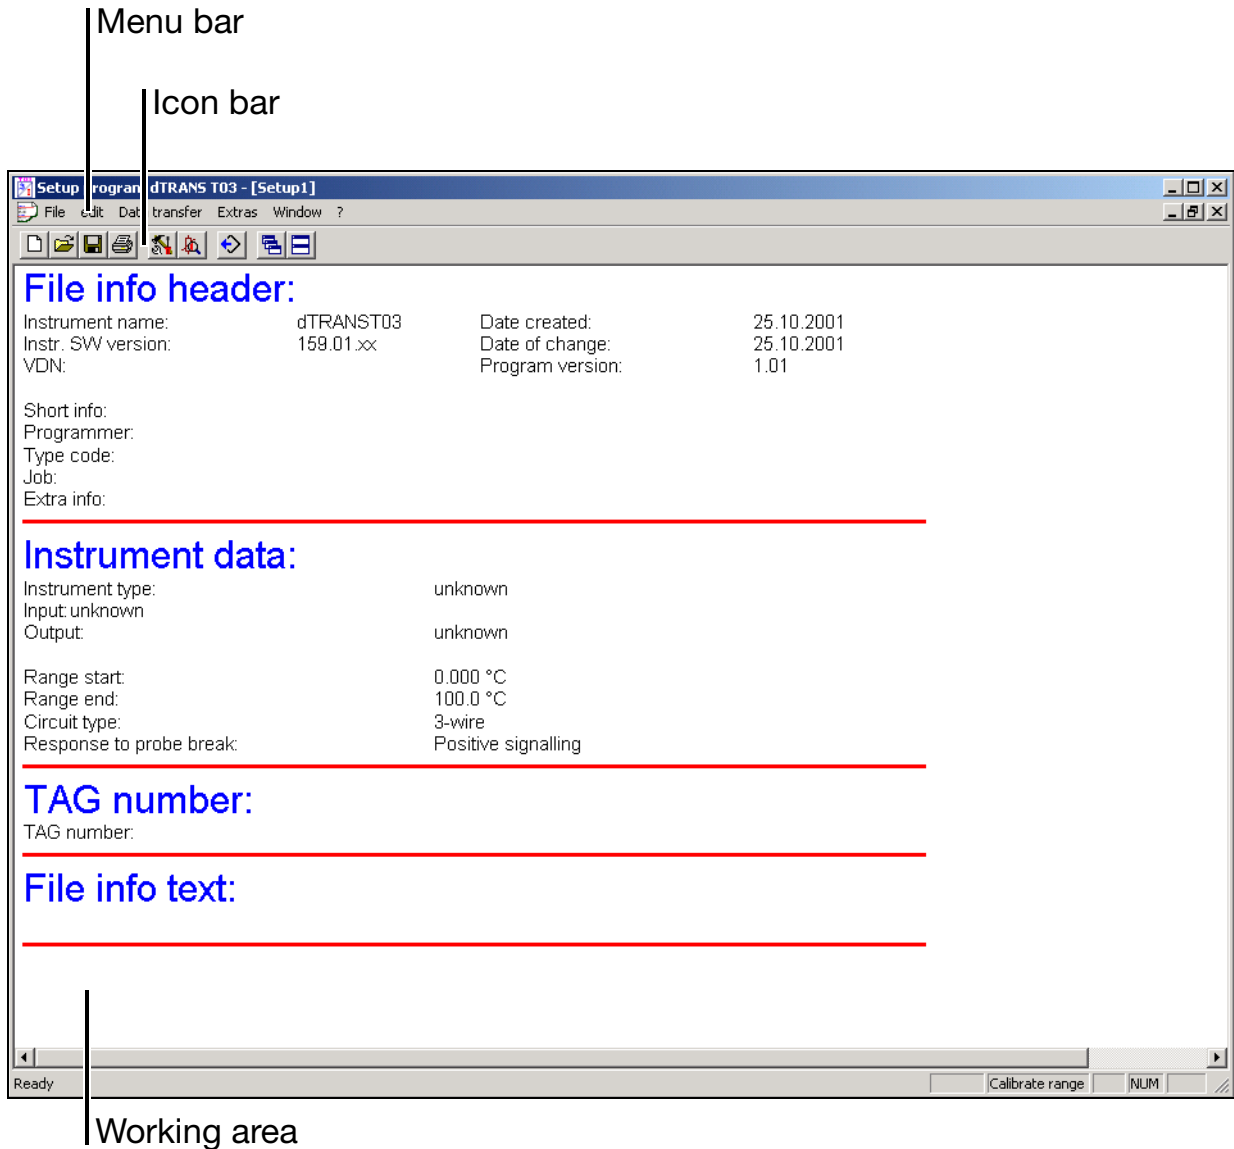 Menu bar
Icon bar
Setup program dTRANS T03 - [Setup1]
File edit Data transfer Extras Window ?
File info header:
Instrument name: dTRANST03 Date created: 25.10.2001
Instr. SW version: 159.01.xx Date of change: 25.10.2001
VDN: Program version: 1.01
Short info:
Programmer:
Type code:
Job:
Extra info:
Instrument data:
Instrument type: unknown
Input: unknown
Output: unknown
Range start: 0.000 °C
Range end: 100.0 °C
Circuit type: 3-wire
Response to probe break: Positive signalling
TAG number:
TAG number:
File info text:
Ready Calibrate range NUM
Working area